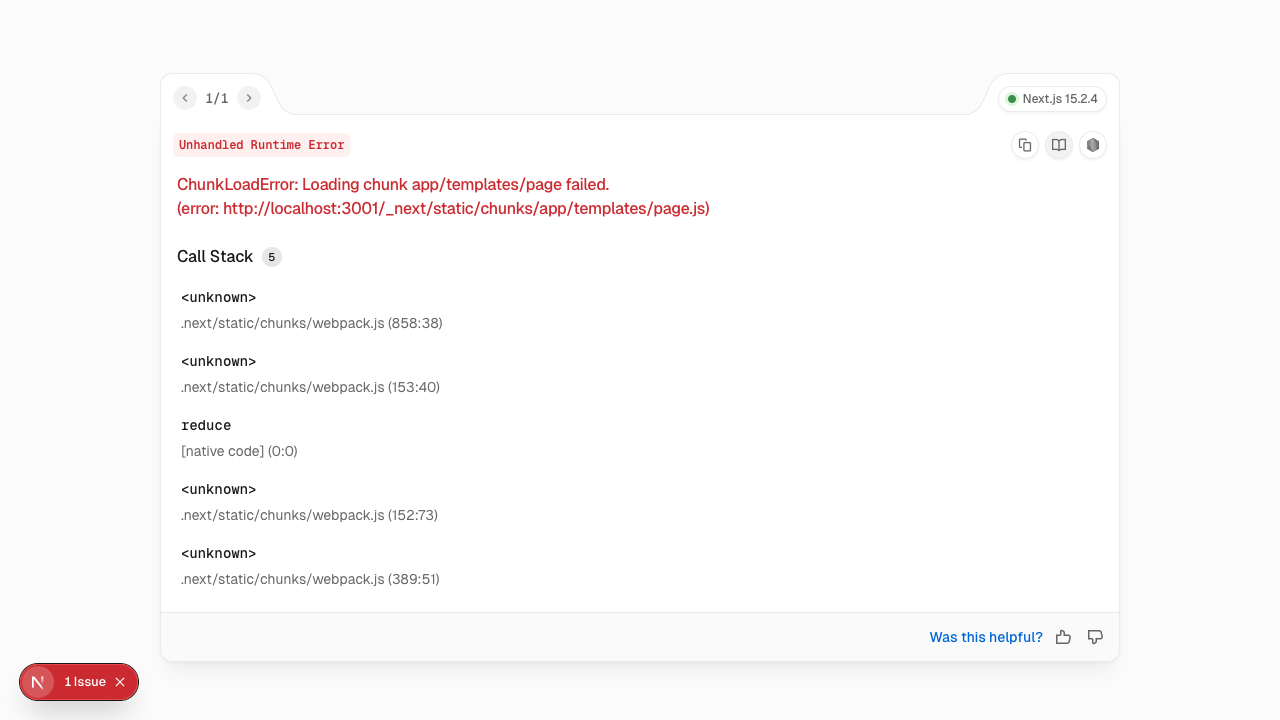 1/1
Next.js 15.2.4
Unhandled Runtime Error
ChunkLoadError: Loading chunk app/templates/page failed.
(error: http://localhost:3001/_next/static/chunks/app/templates/page.js)
Call Stack 5
<unknown>
.next/static/chunks/webpack.js (858:38)
<unknown>
.next/static/chunks/webpack.js (153:40)
reduce
[native code] (0:0)
<unknown>
.next/static/chunks/webpack.js (152:73)
<unknown>
.next/static/chunks/webpack.js (389:51)
Was this helpful?
N 1 Issue